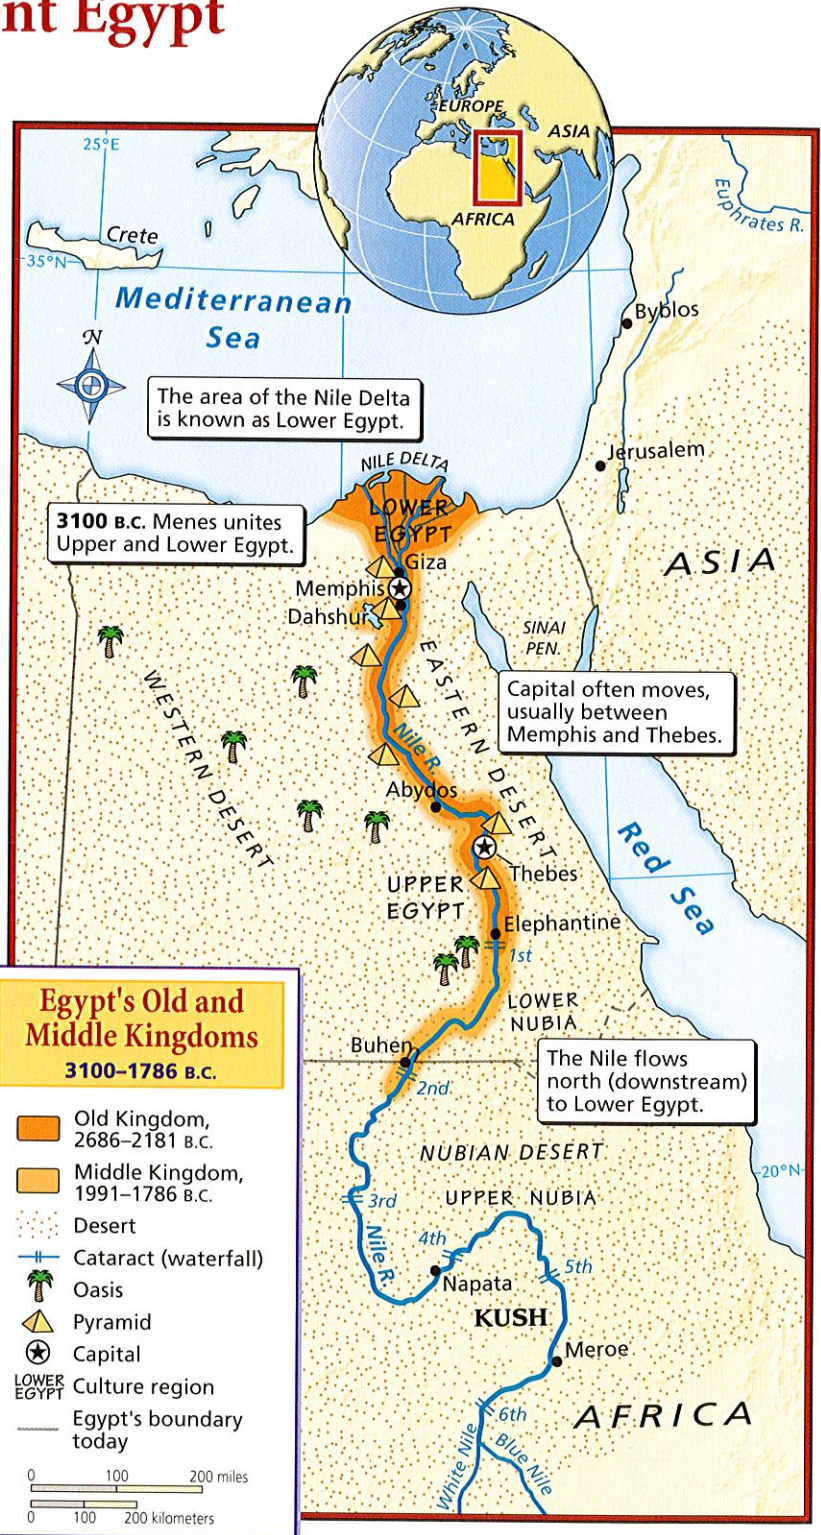 nt Egypt
EUROPE
ASIA
AFRICA
25°E
Euphrates R.
Crete
35°N
Mediterranean
Sea
Byblos
N
The area of the Nile Delta
is known as Lower Egypt.
Jerusalem
NILE DELTA
LOWER
EGYPT
3100 B.C. Menes unites
Upper and Lower Egypt.
ASIA
Giza
Memphis
Dahshur
SINAI
PEN.
EASTERN DESERT
WESTERN DESERT
Capital often moves,
usually between
Memphis and Thebes.
Nile R.
Abydos
Red Sea
Thebes
UPPER
EGYPT
Elephantine
1st
LOWER
NUBIA
Buhen
The Nile flows
north (downstream)
to Lower Egypt.
2nd
NUBIAN DESERT
20°N
UPPER NUBIA
3rd
Nile R.
4th
5th
Napata
KUSH
Meroe
6th
AFRICA
White Nile
Blue Nile
Egypt's Old and
Middle Kingdoms
3100–1786 B.C.
Old Kingdom,
2686–2181 B.C.
Middle Kingdom,
1991–1786 B.C.
Desert
Cataract (waterfall)
Oasis
Pyramid
Capital
LOWER
EGYPT
Culture region
Egypt's boundary
today
0 100 200 miles
0 100 200 kilometers